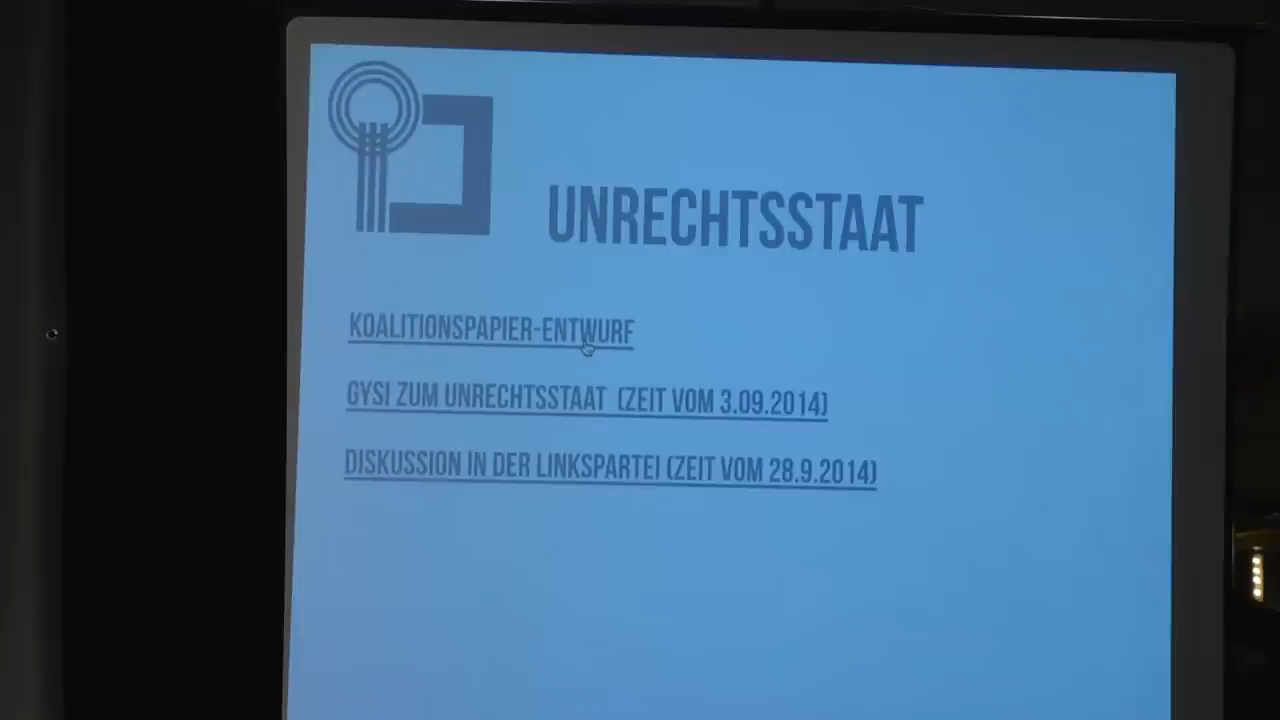 UNRECHTSSTAAT
KOALITIONSPAPIER-ENTWURF
GYSI ZUM UNRECHTSSTAAT (ZEIT VOM 3.09.2014)
DISKUSSION IN DER LINKSPARTEI (ZEIT VOM 28.9.2014)